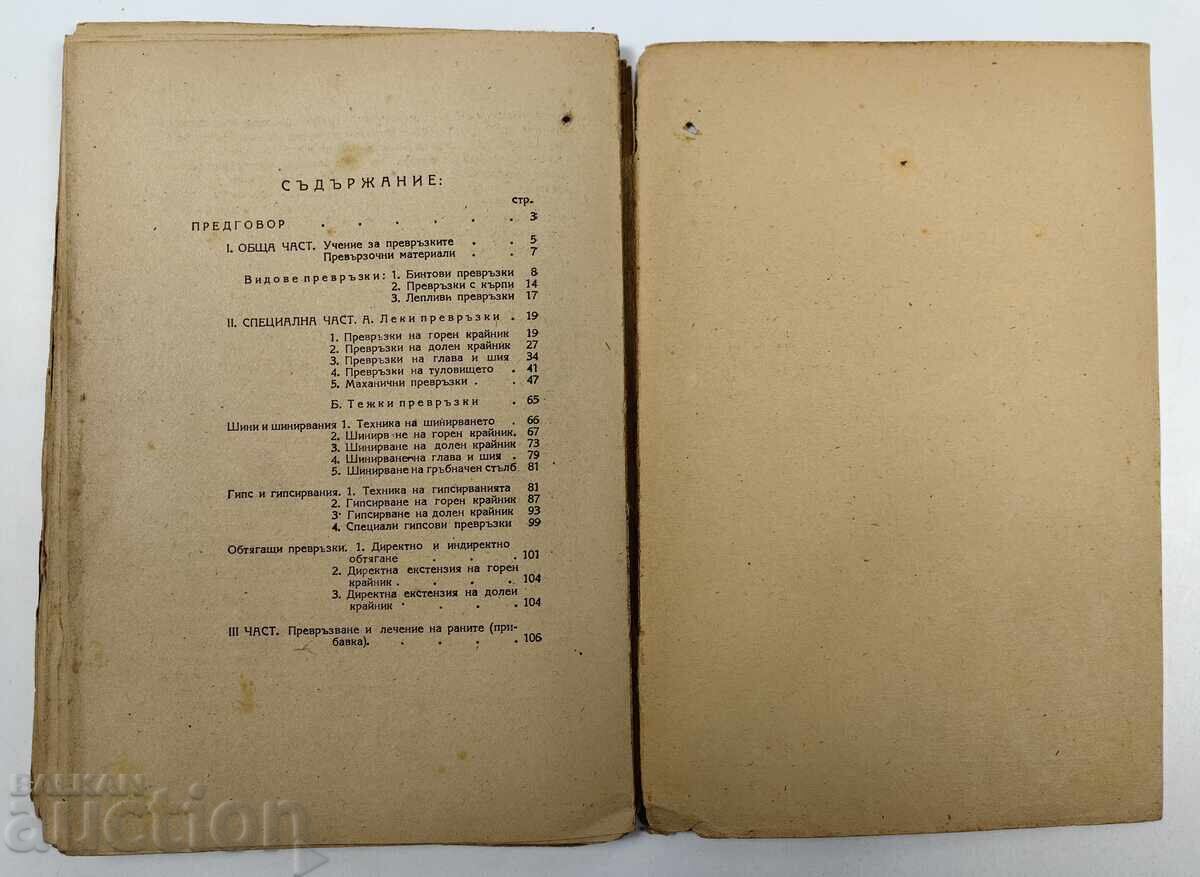 СЪДЪРЖАНИЕ:
стр.
ПРЕДГОВОР . . . . . . 3
I. ОБЩА ЧАСТ. Учение за превръзките . . 5
Превързочни материали . . 7
Видове превръзки: 1. Бинтови превръзки 8
2. Превръзки с кърпи 14
3. Лепливи превръзки 17
II. СПЕЦИАЛНА ЧАСТ. А. Леки превръзки . 19
1. Превръзки на горен крайник 19
2. Превръзки на долен крайник 27
3. Превръзки на глава и шия 34
4. Превръзки на туловището . 41
5. Маханични превръзки . . 47
Б. Тежки превръзки . 65
Шини и шинирвания 1. Техника на шинирването . 66
2. Шинирв не на горен крайник. 67
3. Шинирване на долен крайник 73
4. Шинирване на глава и шия . 79
5. Шинирване на гръбначен стълб 81
Гипс и гипсирвания. 1. Техника на гипсирванията 81
2. Гипсирване на горен крайник 87
3. Гипсирване на долен крайник 93
4. Специали гипсови превръзки 99
Обтягащи превръзки. 1. Директно и индиректно
обтягане . . . 101
2. Директна екстензия на горен
крайник . . . . 104
3. Директна екстензия на долен
крайник . . . . 104
III ЧАСТ. Превръзване и лечение на раните (при-
бавка). . . . . 106
BALKAN
auction